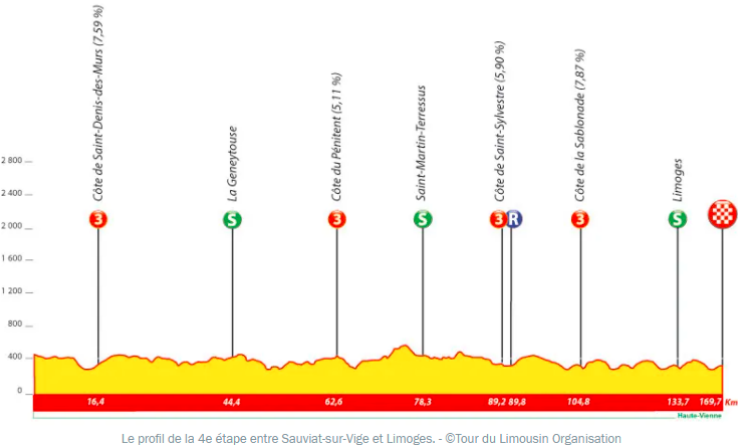 Côte de Saint-Denis-des-Murs (7,59 %)
La Geneytouse
Côte du Pénitent (5,11 %)
Saint-Martin-Terressus
Côte de Saint-Sylvestre (5,90 %)
Côte de la Sablonade (7,87 %)
Limoges
3
S
3
S
3
R
3
S
2 800
2 400
2 000
1 600
1 200
800
400
0
16,4
44,4
62,6
78,3
89,2
89,8
104,8
133,7
169,7
Km
Haute-Vienne
Le profil de la 4e étape entre Sauviat-sur-Vige et Limoges. - ©Tour du Limousin Organisation